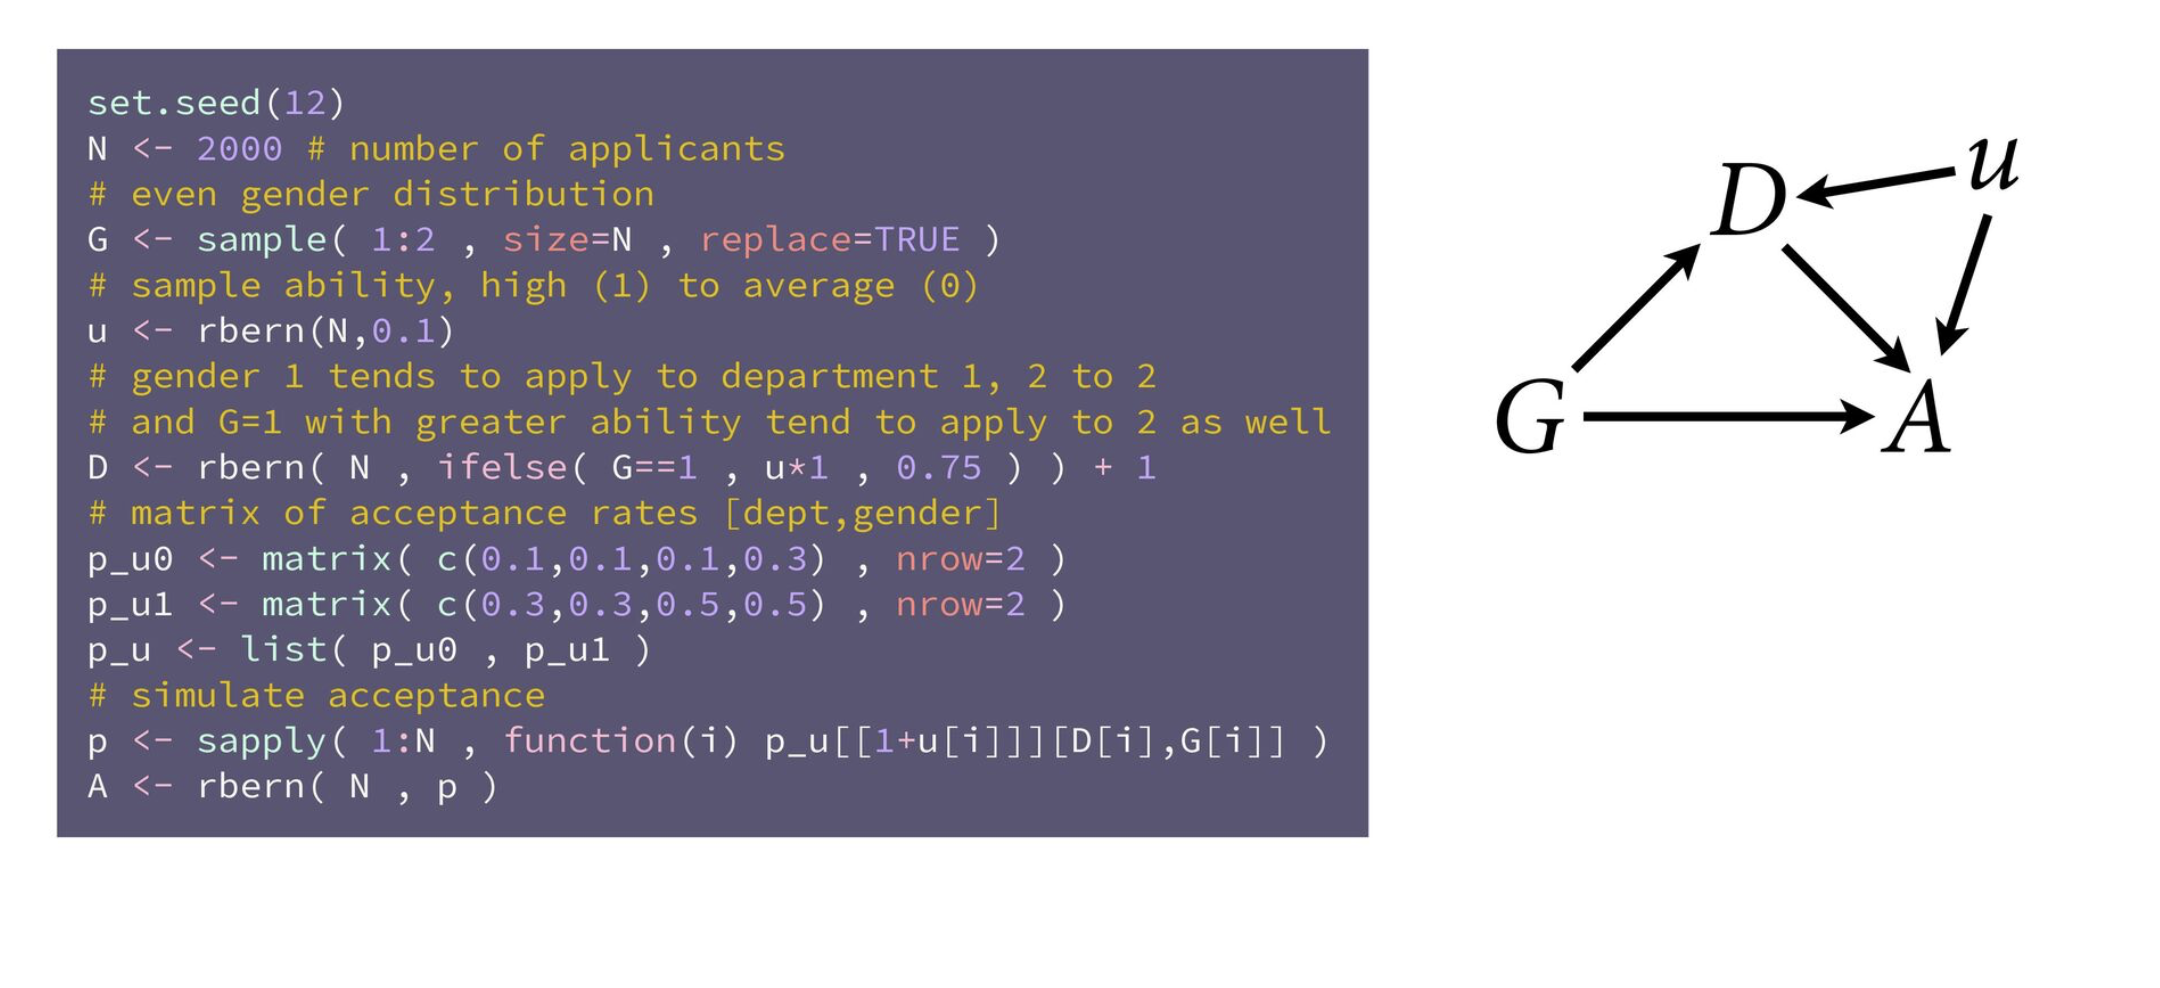 set.seed(12)
N <- 2000 # number of applicants
# even gender distribution
G <- sample( 1:2 , size=N , replace=TRUE )
# sample ability, high (1) to average (0)
u <- rbern(N,0.1)
# gender 1 tends to apply to department 1, 2 to 2
# and G=1 with greater ability tend to apply to 2 as well
D <- rbern( N , ifelse( G==1 , u*1 , 0.75 ) ) + 1
# matrix of acceptance rates [dept,gender]
p_u0 <- matrix( c(0.1,0.1,0.1,0.3) , nrow=2 )
p_u1 <- matrix( c(0.3,0.3,0.5,0.5) , nrow=2 )
p_u <- list( p_u0 , p_u1 )
# simulate acceptance
p <- sapply( 1:N , function(i) p_u[[1+u[i]]][D[i],G[i]] )
A <- rbern( N , p )
u
D
G
A